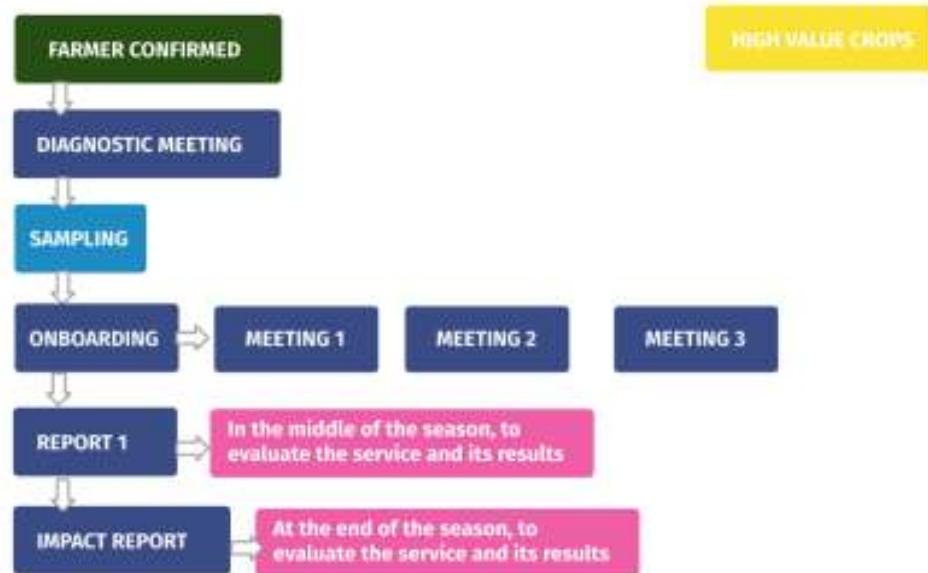 FARMER CONFIRMED
HIGH VALUE CROPS
DIAGNOSTIC MEETING
SAMPLING
ONBOARDING
MEETING 1
MEETING 2
MEETING 3
REPORT 1
In the middle of the season, to
evaluate the service and its results
IMPACT REPORT
At the end of the season, to
evaluate the service and its results